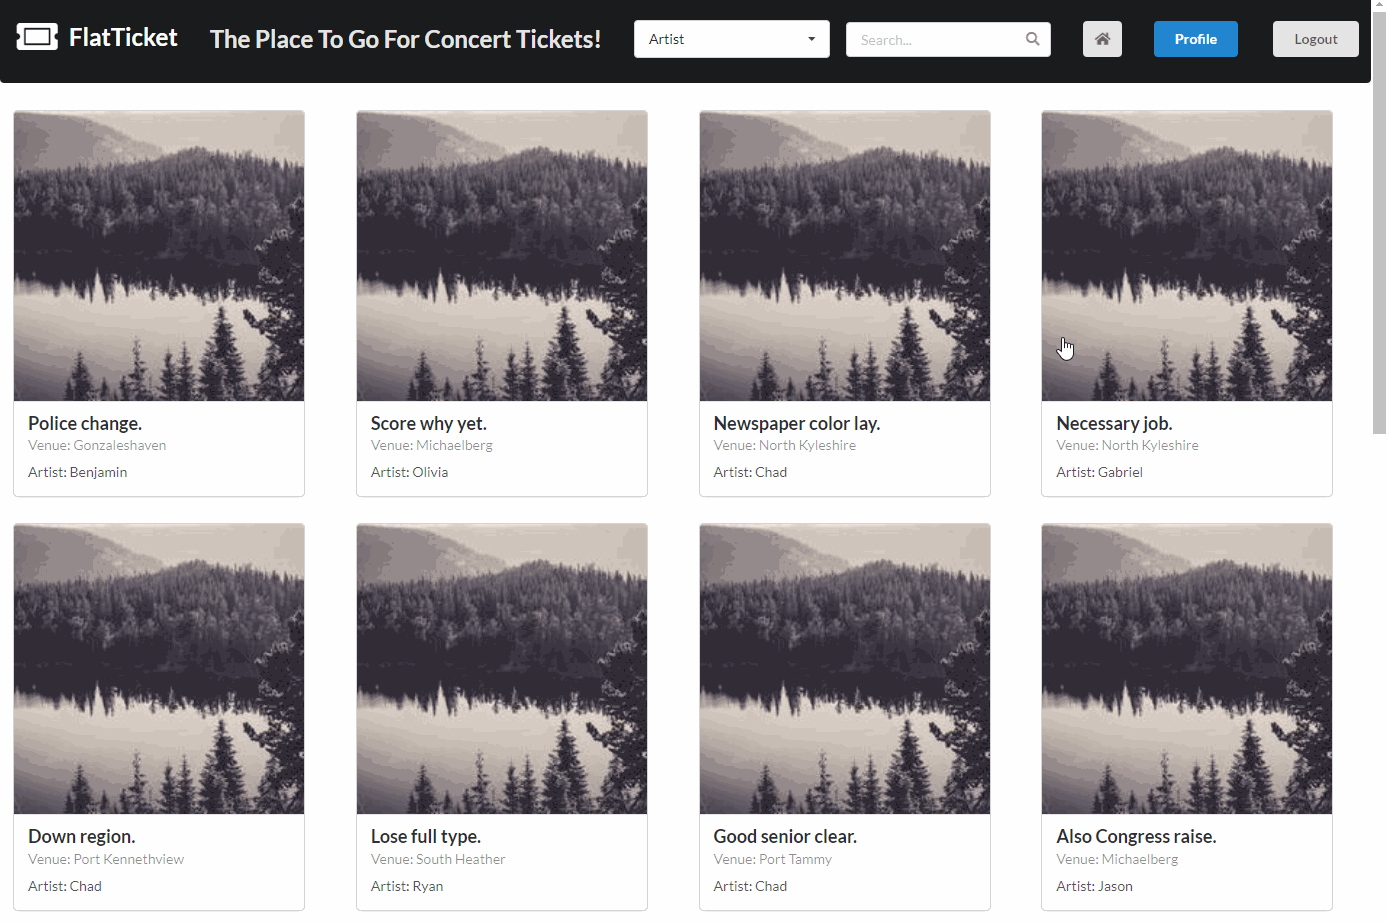 FlatTicket
The Place To Go For Concert Tickets!
Artist
Search...
Profile
Logout
Police change.
Venue: Gonzaleshaven
Artist: Benjamin
Score why yet.
Venue: Michaelberg
Artist: Olivia
Newspaper color lay.
Venue: North Kyleshire
Artist: Chad
Necessary job.
Venue: North Kyleshire
Artist: Gabriel
Down region.
Venue: Port Kennethview
Artist: Chad
Lose full type.
Venue: South Heather
Artist: Ryan
Good senior clear.
Venue: Port Tammy
Artist: Chad
Also Congress raise.
Venue: Michaelberg
Artist: Jason